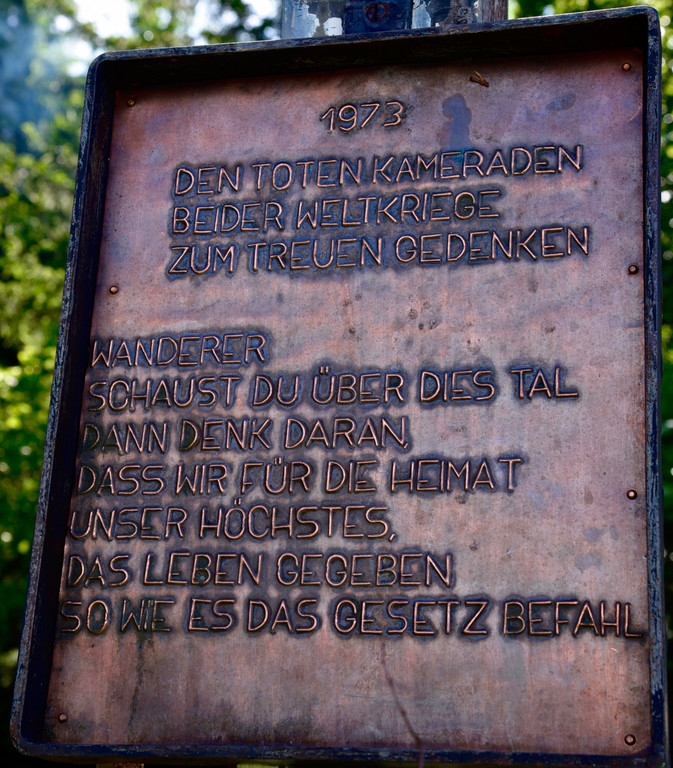 1973
DEN TOTEN KAMERADEN
BEIDER WELTKRIEGE
ZUM TREUEN GEDENKEN
WANDERER
SCHAUST DU ÜBER DIES TAL
DANN DENK DARAN,
DASS WIR FÜR DIE HEIMAT
UNSER HÖCHSTES,
DAS LEBEN GEGEBEN
SO WIE ES DAS GESETZ BEFAHL